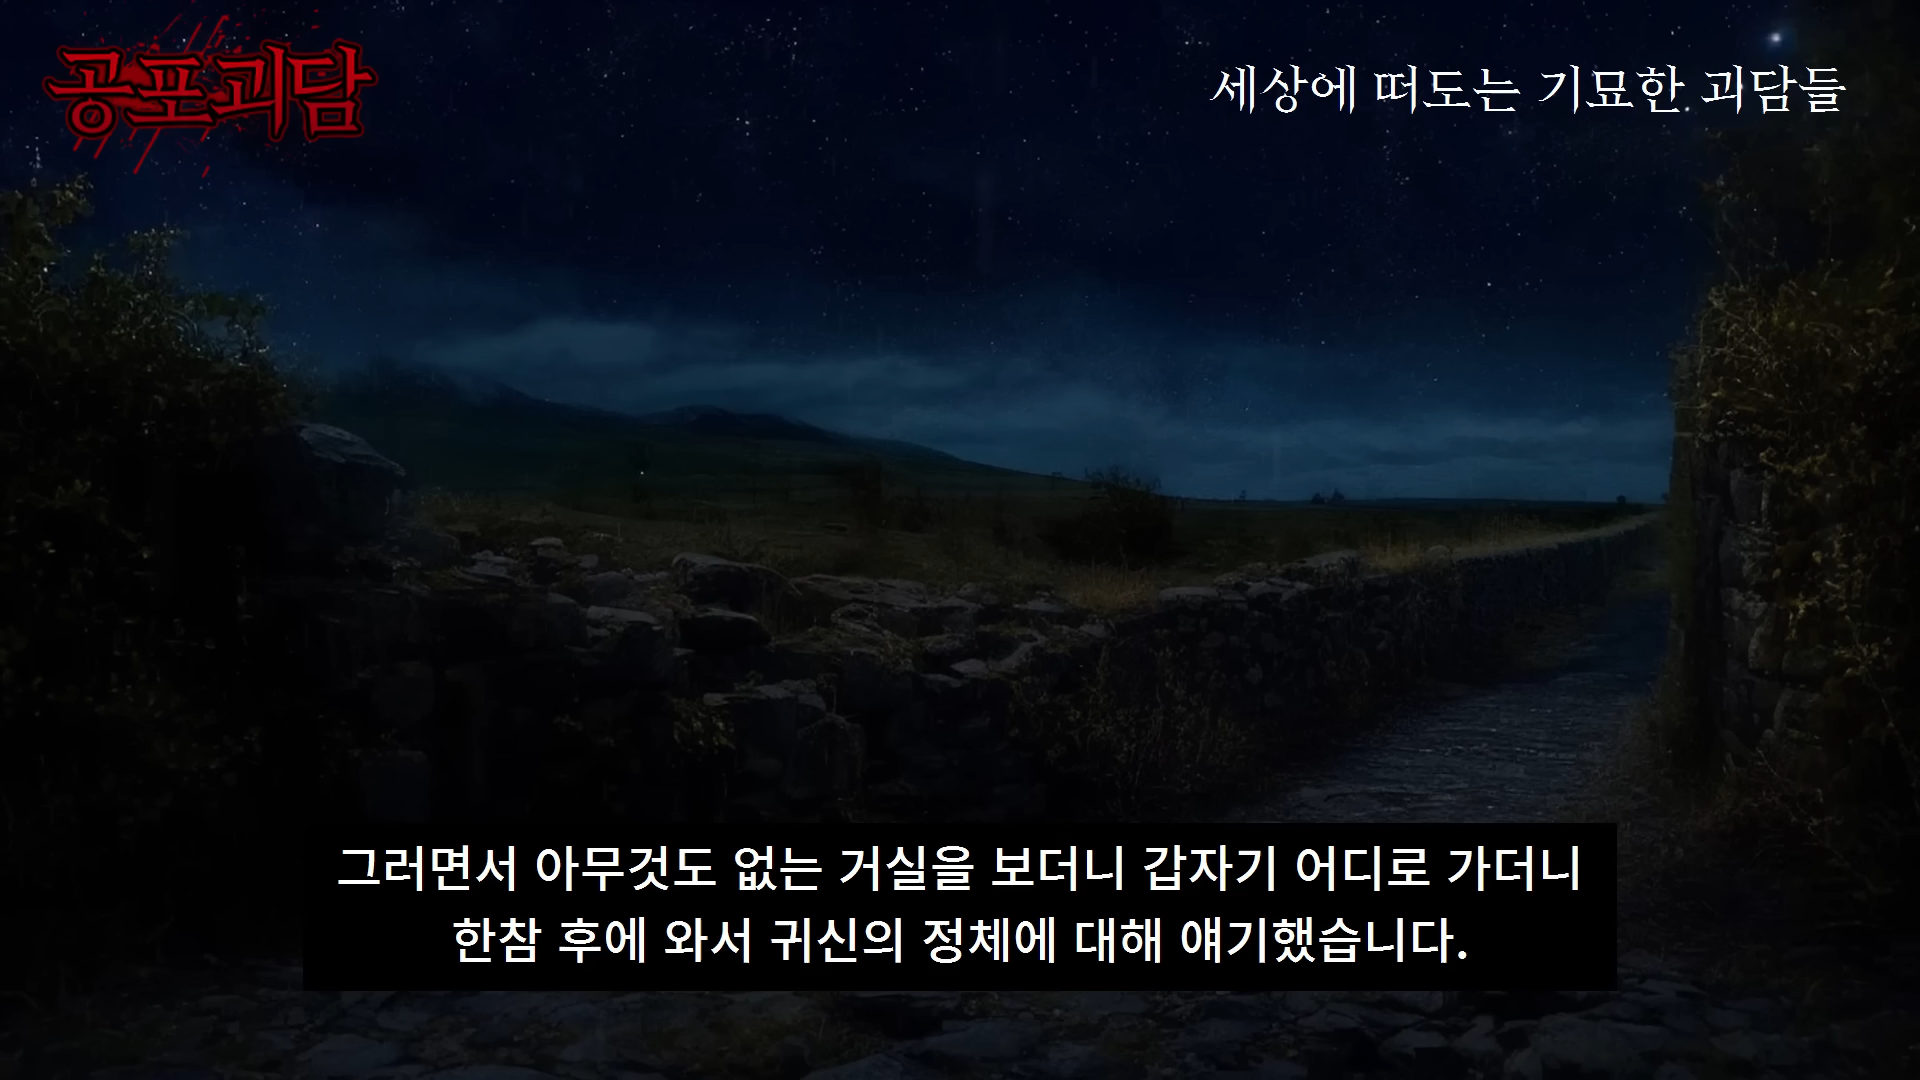 공포괴담
세상에 떠도는 기묘한 괴담들
그러면서 아무것도 없는 거실을 보더니 갑자기 어디로 가더니
한참 후에 와서 귀신의 정체에 대해 얘기했습니다.